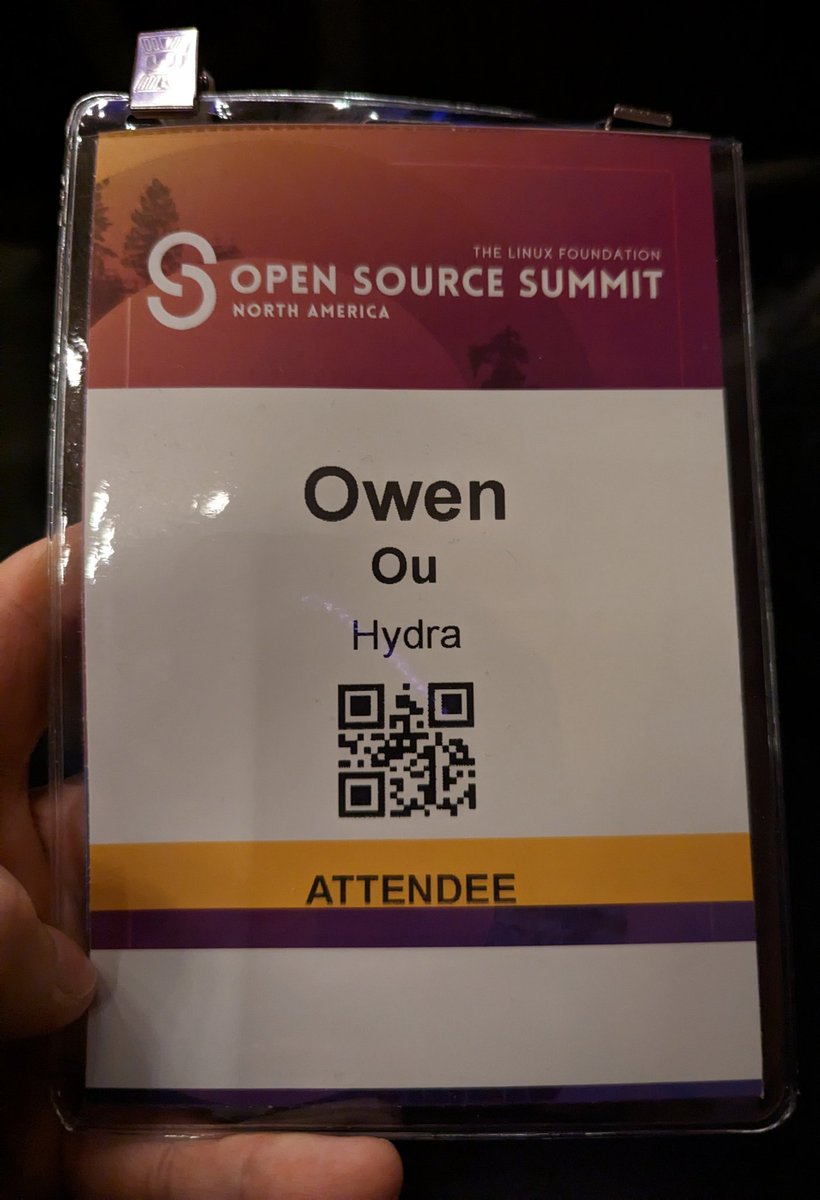 THE LINUX FOUNDATION
OPEN SOURCE SUMMIT
NORTH AMERICA
Owen
Ou
Hydra
ATTENDEE